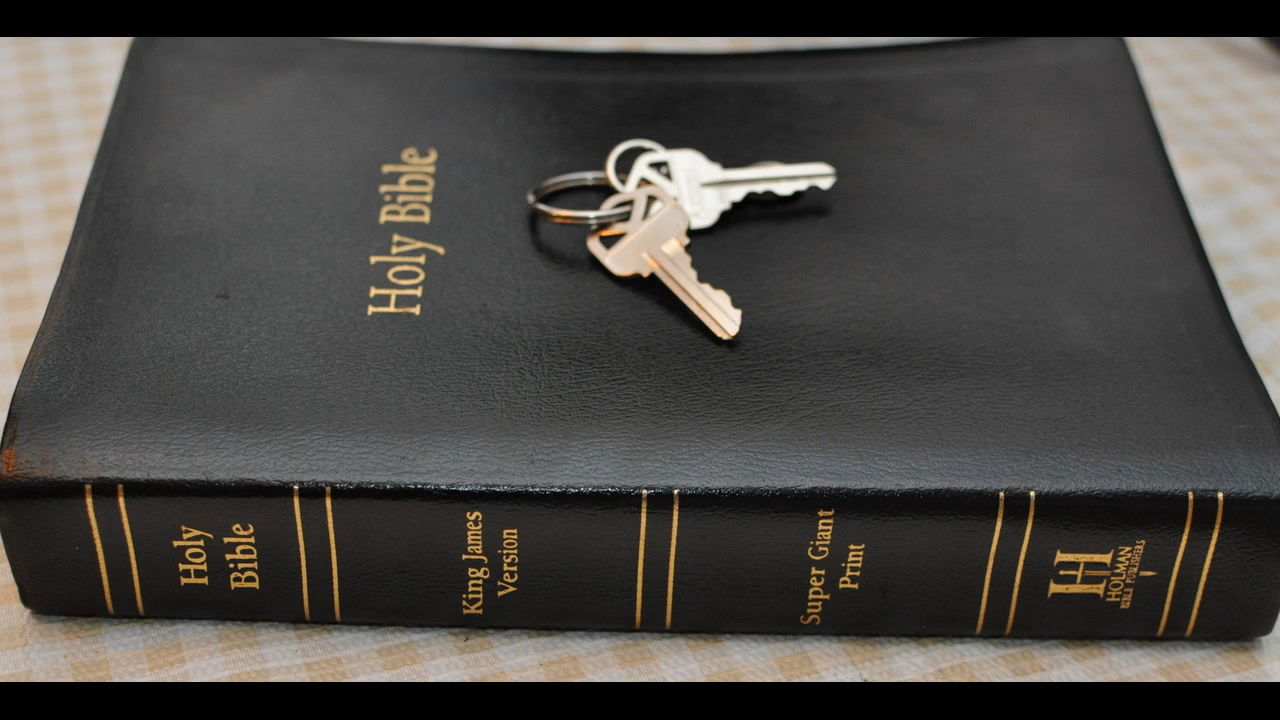 Holy Bible
Holy
Bible
King James
Version
Super Giant
Print
HOLMAN
BIBLE PUBLISHERS